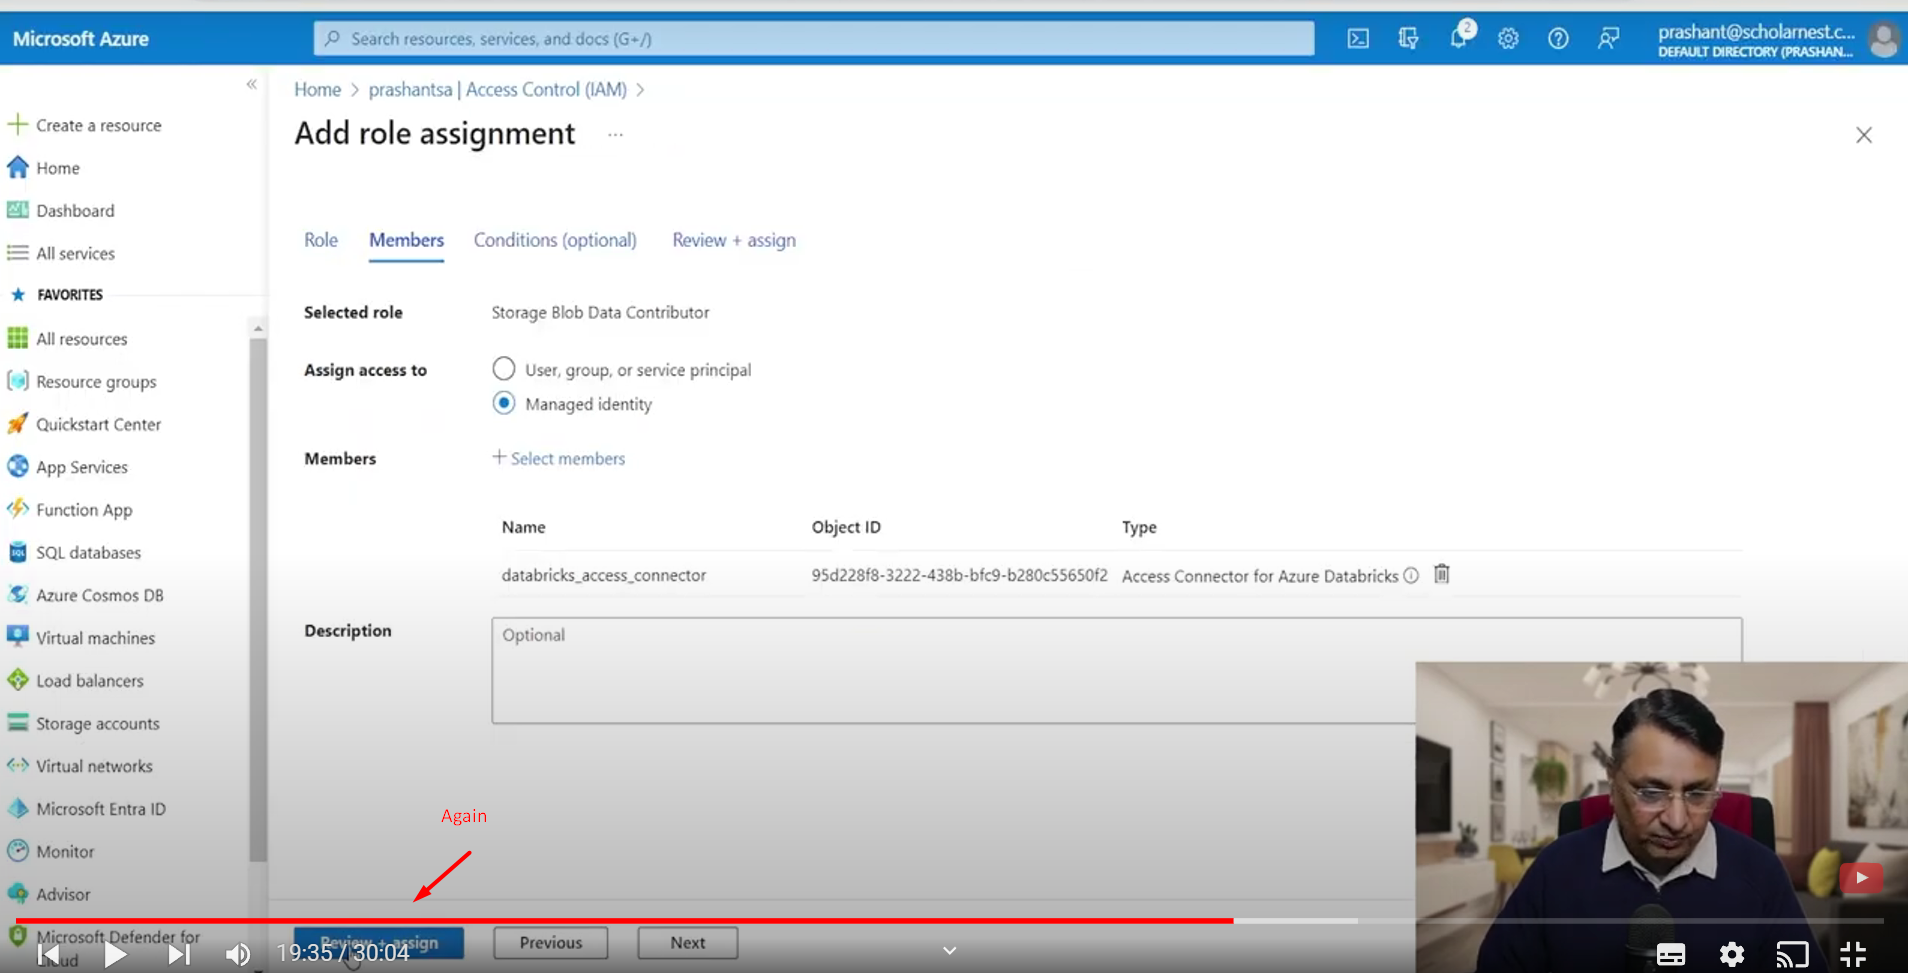 Microsoft Azure
Search resources, services, and docs (G+/)
2
prashant@scholarnest.c...
DEFAULT DIRECTORY (PRASHAN...
Home > prashantsa | Access Control (IAM) >
Add role assignment ...
Create a resource
Home
Dashboard
All services
FAVORITES
All resources
Resource groups
Quickstart Center
App Services
Function App
SQL databases
Azure Cosmos DB
Virtual machines
Load balancers
Storage accounts
Virtual networks
Microsoft Entra ID
Monitor
Advisor
Microsoft Defender for
Cloud
Role Members Conditions (optional) Review + assign
Selected role Storage Blob Data Contributor
Assign access to User, group, or service principal
Managed identity
Members + Select members
Name Object ID Type
databricks_access_connector 95d228f8-3222-438b-bfc9-b280c55650f2 Access Connector for Azure Databricks
Description Optional
Again
Review + assign Previous Next
19:35 / 30:04